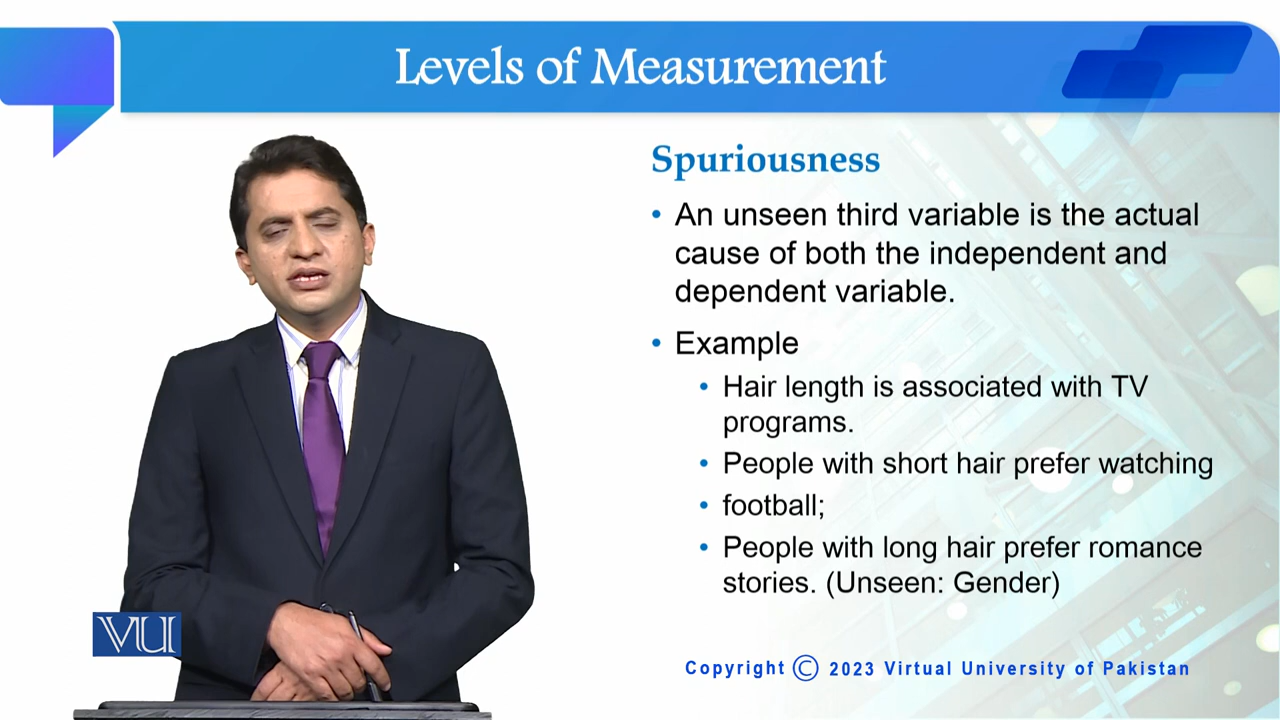 Levels of Measurement
Spuriousness
• An unseen third variable is the actual
cause of both the independent and
dependent variable.
• Example
• Hair length is associated with TV
programs.
• People with short hair prefer watching
• football;
• People with long hair prefer romance
stories. (Unseen: Gender)
VU
Copyright © 2023 Virtual University of Pakistan